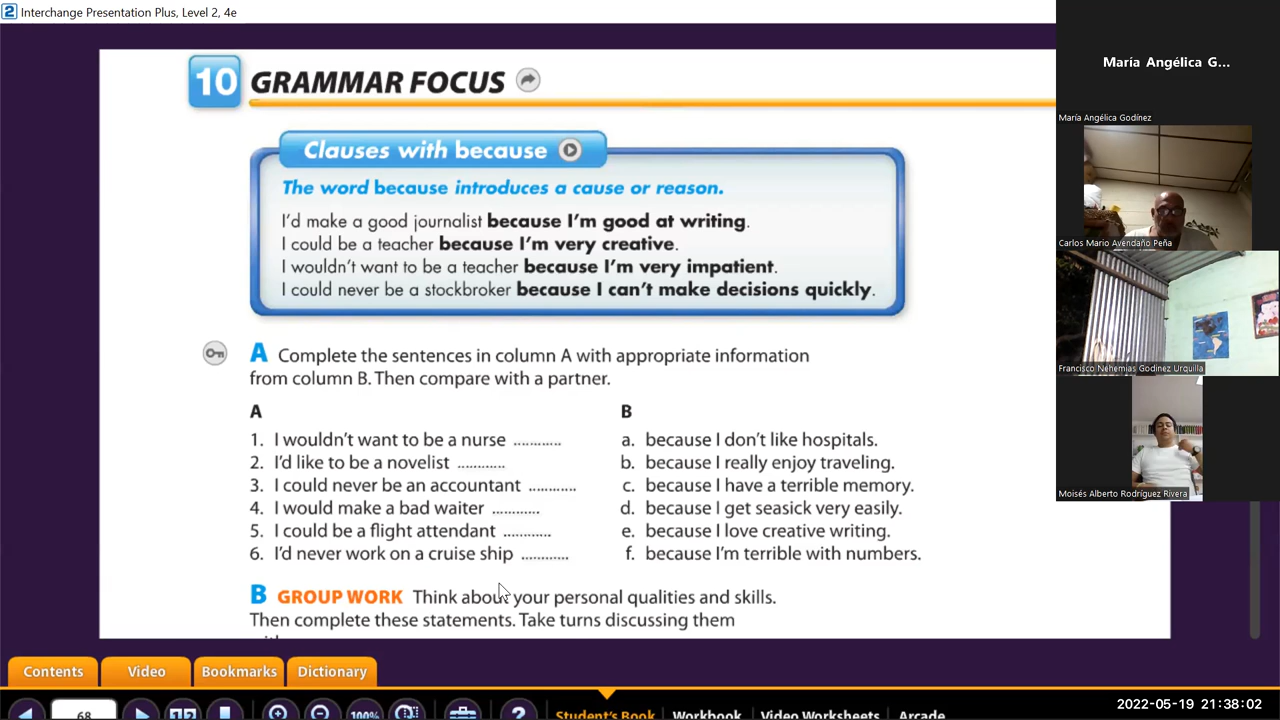 Interchange Presentation Plus, Level 2, 4e
10 GRAMMAR FOCUS
Clauses with because
The word because introduces a cause or reason.
I'd make a good journalist because I'm good at writing.
I could be a teacher because I'm very creative.
I wouldn't want to be a teacher because I'm very impatient.
I could never be a stockbroker because I can't make decisions quickly.
A Complete the sentences in column A with appropriate information
from column B. Then compare with a partner.
A
1. I wouldn't want to be a nurse ............
2. I'd like to be a novelist ............
3. I could never be an accountant ............
4. I would make a bad waiter ............
5. I could be a flight attendant ............
6. I'd never work on a cruise ship ............
B
a. because I don't like hospitals.
b. because I really enjoy traveling.
c. because I have a terrible memory.
d. because I get seasick very easily.
e. because I love creative writing.
f. because I'm terrible with numbers.
B GROUP WORK Think about your personal qualities and skills.
Then complete these statements. Take turns discussing them
María Angélica G...
María Angélica Godínez
Carlos Mario Avendaño Peña
Francisco Nehemias Godinez Urquilla
Moisés Alberto Rodríguez Rivera
Contents Video Bookmarks Dictionary
68 100% ? Student's Book Workbook Video Worksheets Arcade
2022-05-19 21:38:02